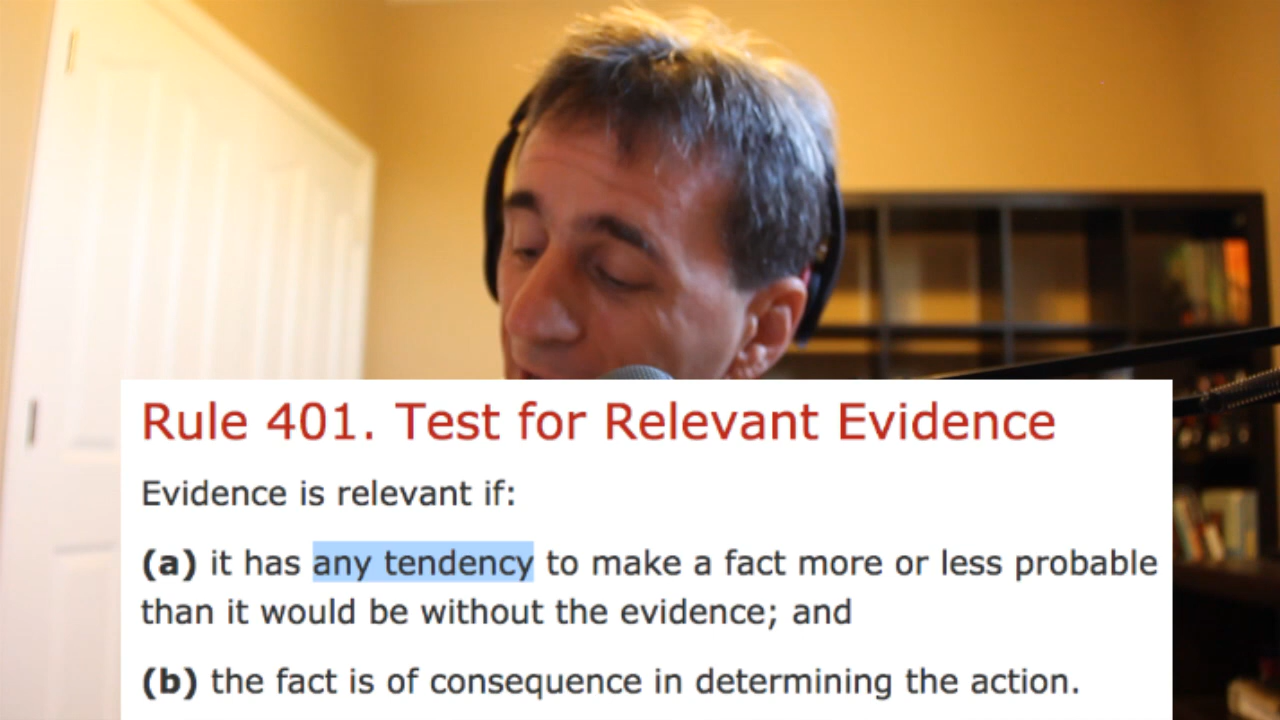 Rule 401. Test for Relevant Evidence
Evidence is relevant if:
(a) it has any tendency to make a fact more or less probable
than it would be without the evidence; and
(b) the fact is of consequence in determining the action.